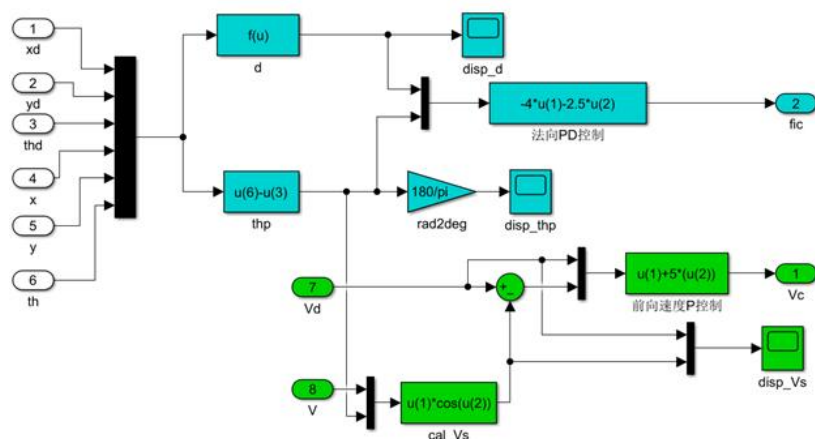 1
xd
2
yd
3
thd
4
x
5
y
6
th
f(u)
d
disp_d
-4*u(1)-2.5*u(2)
法向PD控制
2
fic
u(6)-u(3)
thp
180/pi
rad2deg
disp_thp
7
Vd
+
-
u(1)+5*(u(2))
前向速度P控制
1
Vc
disp_Vs
8
V
u(1)*cos(u(2))
cal_Vs